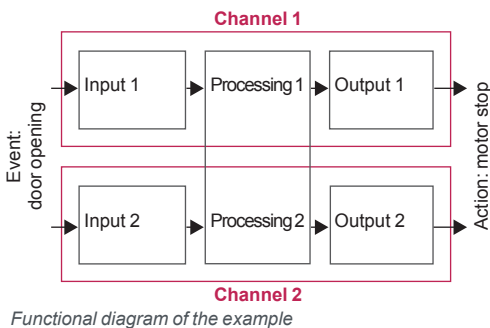 Channel 1
Input 1
Processing 1
Output 1
Event:
door opening
Action: motor stop
Input 2
Processing 2
Output 2
Channel 2
Functional diagram of the example